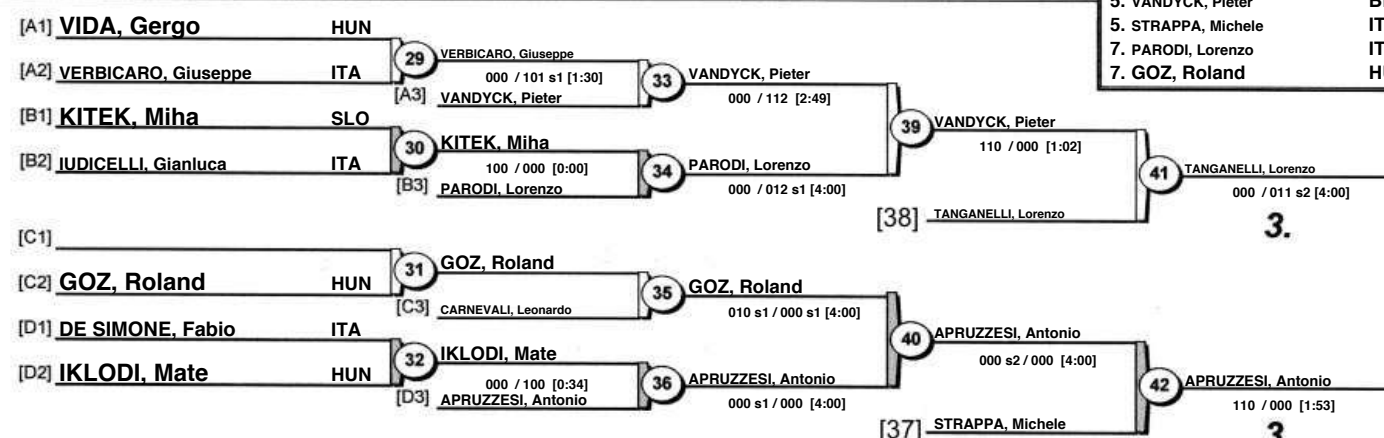 5. VANDYCK, Pieter
5. STRAPPA, Michele IT
7. PARODI, Lorenzo IT
7. GOZ, Roland
[A1] VIDA, Gergo HUN
29 VERBICARO, Giuseppe
[A2] VERBICARO, Giuseppe ITA
000 / 101 s1 [1:30]
33 VANDYCK, Pieter
[A3] VANDYCK, Pieter
000 / 112 [2:49]
[B1] KITEK, Miha SLO
39 VANDYCK, Pieter
30 KITEK, Miha
110 / 000 [1:02]
[B2] IUDICELLI, Gianluca ITA
100 / 000 [0:00]
34 PARODI, Lorenzo
41 TANGANELLI, Lorenzo
[B3] PARODI, Lorenzo
000 / 012 s1 [4:00]
000 / 011 s2 [4:00]
[38] TANGANELLI, Lorenzo
3.
[C1]
31 GOZ, Roland
[C2] GOZ, Roland HUN
35 GOZ, Roland
[C3] CARNEVALI, Leonardo
010 s1 / 000 s1 [4:00]
[D1] DE SIMONE, Fabio ITA
40 APRUZZESI, Antonio
32 IKLODI, Mate
000 s2 / 000 [4:00]
[D2] IKLODI, Mate HUN
000 / 100 [0:34]
36 APRUZZESI, Antonio
42 APRUZZESI, Antonio
[D3] APRUZZESI, Antonio
000 s1 / 000 [4:00]
110 / 000 [1:53]
[37] STRAPPA, Michele
3